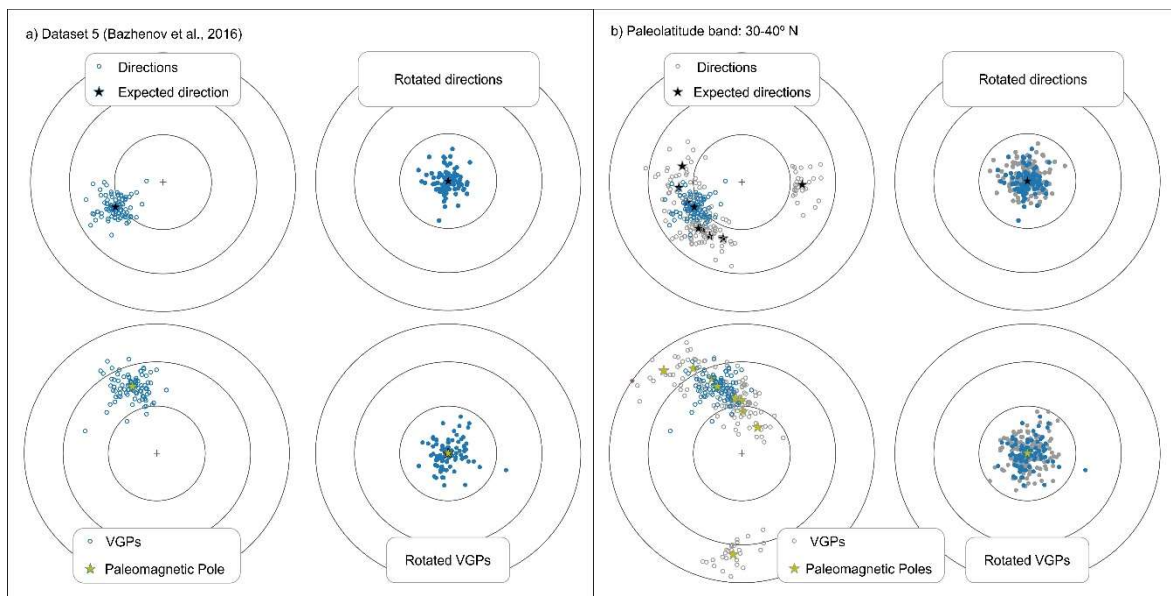 a) Dataset 5 (Bazhenov et al., 2016)
Directions
Expected direction
Rotated directions
VGPs
Paleomagnetic Pole
Rotated VGPs
b) Paleolatitude band: 30-40º N
Directions
Expected directions
Rotated directions
VGPs
Paleomagnetic Poles
Rotated VGPs